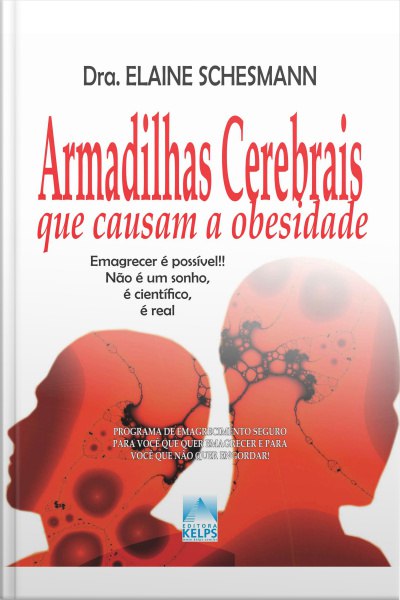 Dra. ELAINE SCHESMANN
Armadilhas Cerebrais
que causam a obesidade
Emagrecer é possível!!
Não é um sonho,
é científico,
é real
PROGRAMA DE EMAGRECIMENTO SEGURO
PARA VOCÊ QUE QUER EMAGRECER E PARA
VOCÊ QUE NÃO QUER ENGORDAR!
EDITORA
KELPS